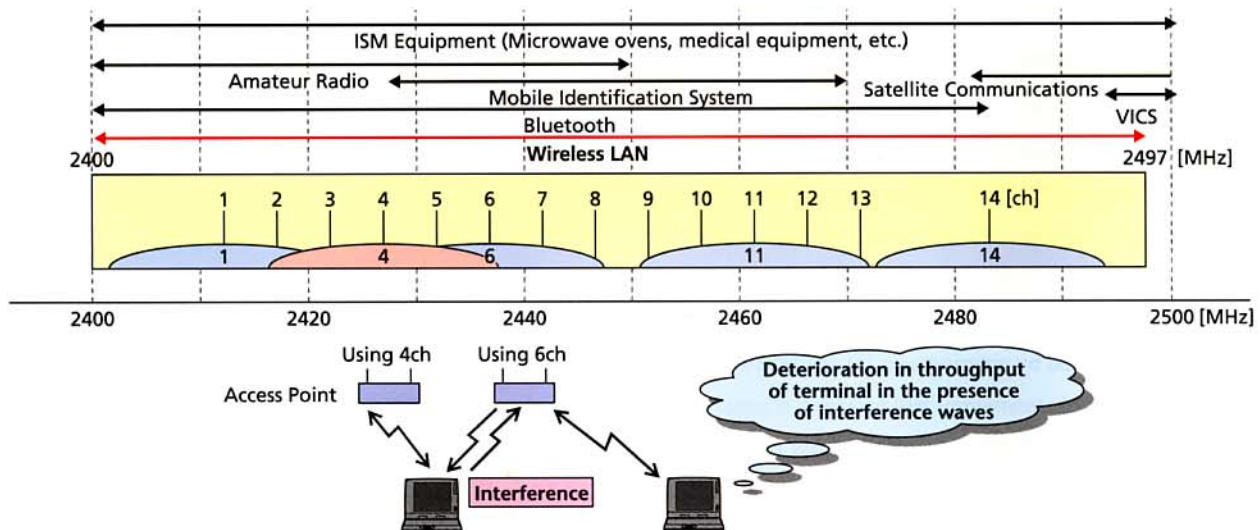 ISM Equipment (Microwave ovens, medical equipment, etc.)
Amateur Radio
Mobile Identification System
Satellite Communications
Bluetooth
VICS
Wireless LAN
2400
2497 [MHz]
1 2 3 4 5 6 7 8 9 10 11 12 13 14 [ch]
1 4 6 11 14
2400 2420 2440 2460 2480 2500 [MHz]
Using 4ch
Using 6ch
Access Point
Interference
Deterioration in throughput
of terminal in the presence
of interference waves